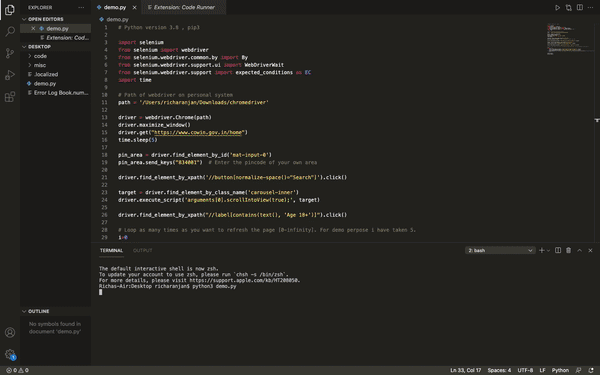 EXPLORER
OPEN EDITORS
demo.py
Extension: Cod...
DESKTOP
code
misc
.localized
demo.py
Error Log Book.num...
OUTLINE
No symbols found in
document 'demo.py'
demo.py
Extension: Code Runner
demo.py
1 # Python version 3.8 , pip3
2
3 import selenium
4 from selenium import webdriver
5 from selenium.webdriver.common.by import By
6 from selenium.webdriver.support.ui import WebDriverWait
7 from selenium.webdriver.support import expected_conditions as EC
8 import time
9
10 # Path of webdriver on personal system
11 path = '/Users/richaranjan/Downloads/chromedriver'
12
13 driver = webdriver.Chrome(path)
14 driver.maximize_window()
15 driver.get("https://www.cowin.gov.in/home")
16 time.sleep(5)
17
18 pin_area = driver.find_element_by_id('mat-input-0')
19 pin_area.send_keys("834001") # Enter the pincode of your own area
20
21 driver.find_element_by_xpath('//button[normalize-space()="Search"]').click()
22
23 target = driver.find_element_by_class_name('carousel-inner')
24 driver.execute_script('arguments[0].scrollIntoView(true);', target)
25
26 driver.find_element_by_xpath("//label[contains(text(), 'Age 18+')]").click()
27
28 # Loop as many times as you want to refresh the page (0-infinity). For demo perpose i have taken 5.
29 i=0
TERMINAL
OUTPUT
2: bash
The default interactive shell is now zsh.
To update your account to use zsh, please run `chsh -s /bin/zsh`.
For more details, please visit https://support.apple.com/kb/HT208050.
Richas-Air:Desktop richaranjan$ python3 demo.py
0 0
Ln 33, Col 17
Spaces: 4
UTF-8
LF
Python